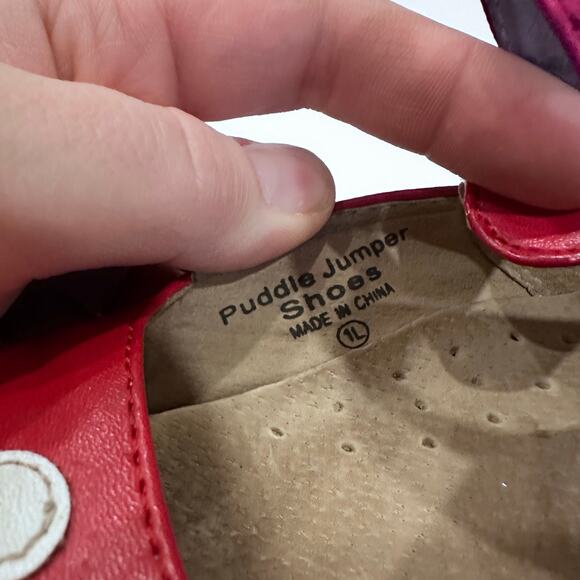 Puddle Jumper
Shoes
MADE IN CHINA
1L